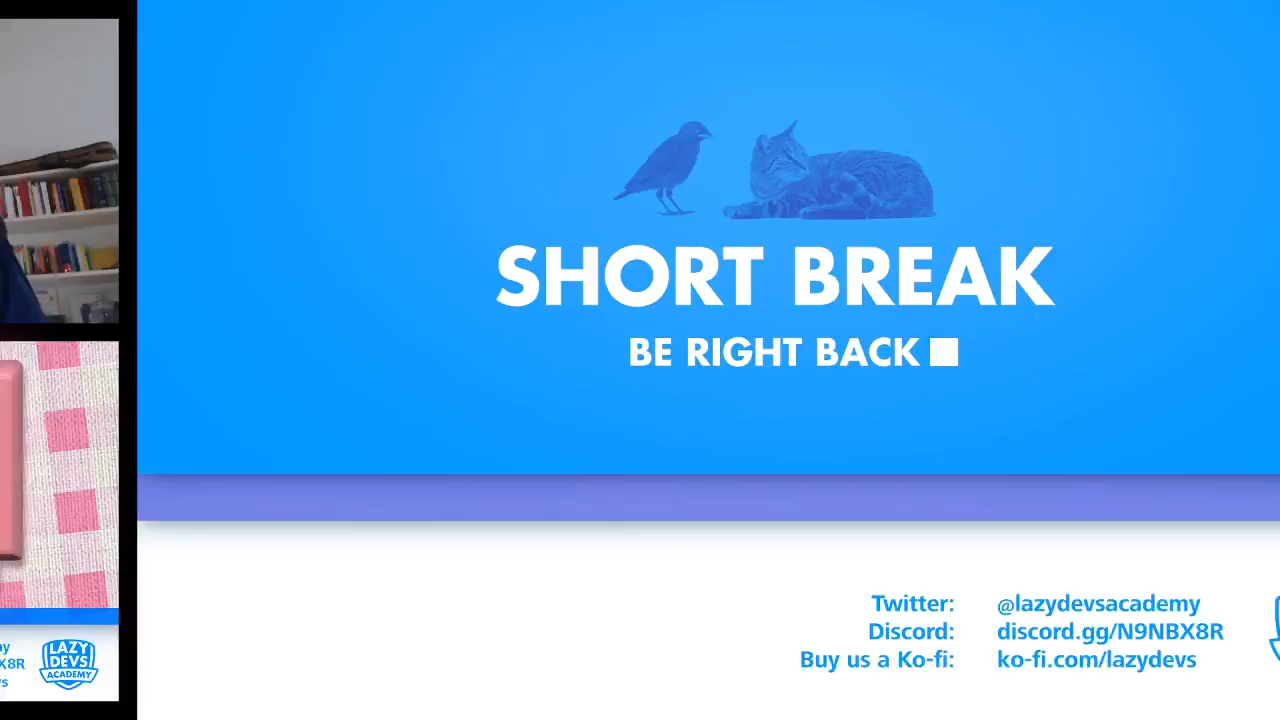 SHORT BREAK
BE RIGHT BACK
Twitter: @lazydevsacademy
Discord: discord.gg/N9NBX8R
Buy us a Ko-fi: ko-fi.com/lazydevs
X8R
LAZY
DEVS
ACADEMY